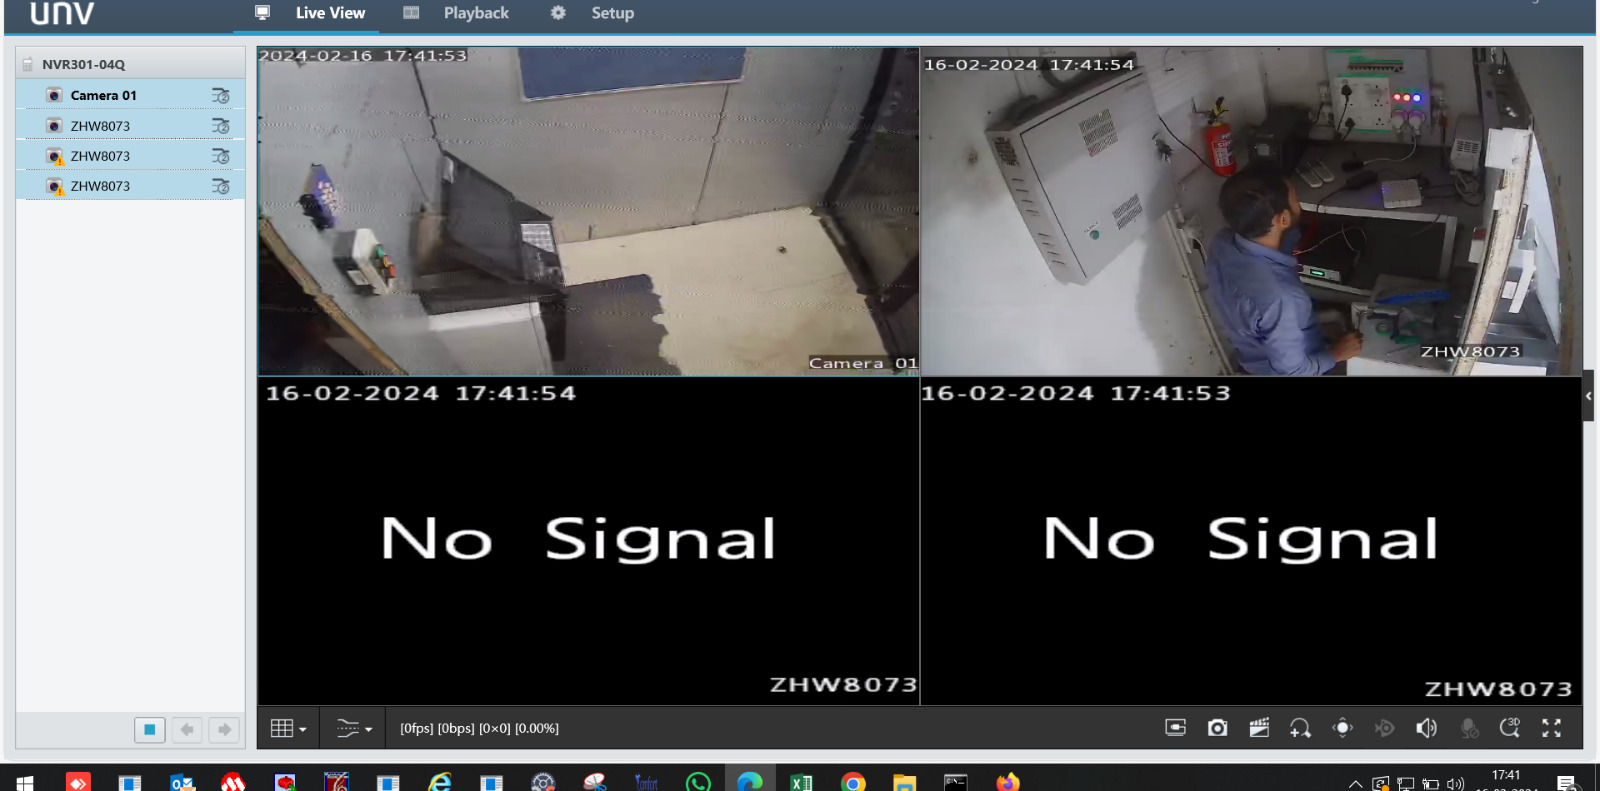 unv
Live View
Playback
Setup
NVR301-04Q
Camera 01
ZHW8073
ZHW8073
ZHW8073
2024-02-16 17:41:53
Camera 01
16-02-2024 17:41:54
ZHW8073
16-02-2024 17:41:54
No Signal
ZHW8073
16-02-2024 17:41:53
No Signal
ZHW8073
[0fps] [0bps] [0×0] [0.00%]
3D
17:41